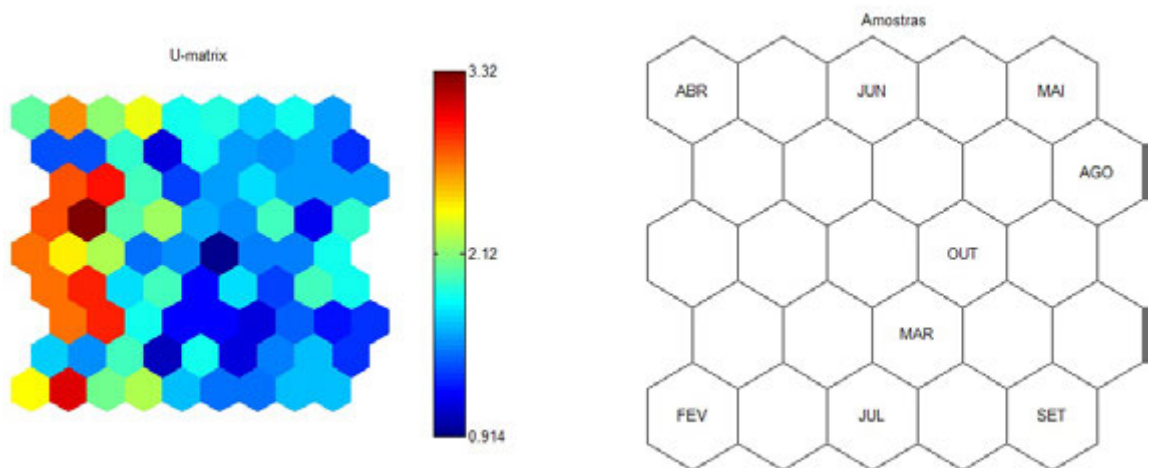 U-matrix
3.32
2.12
0.914
Amostras
ABR JUN MAI
AGO
OUT
MAR
FEV JUL SET